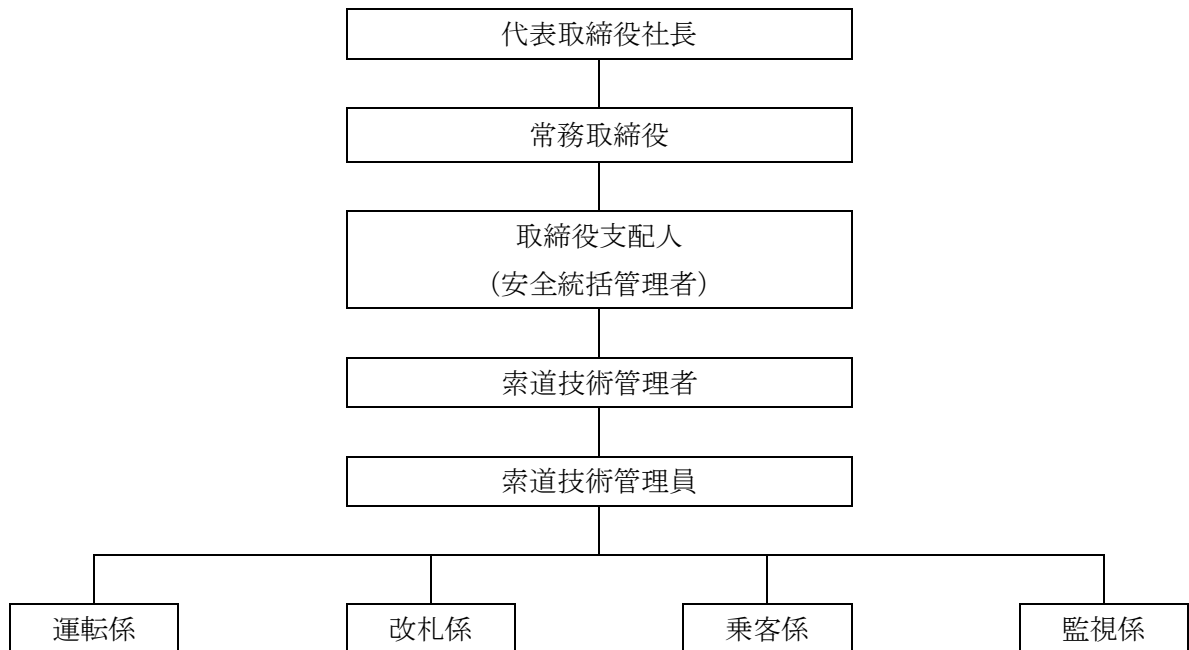 代表取締役社長
常務取締役
取締役支配人
（安全統括管理者）
索道技術管理者
索道技術管理員
運転係
改札係
乗客係
監視係